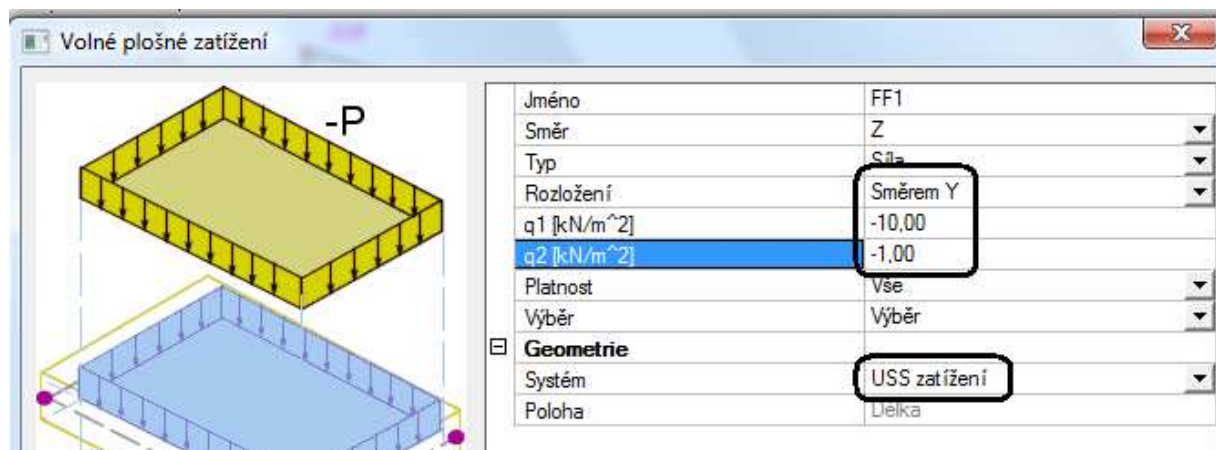 Volné plošné zatížení
-P
Jméno FF1
Směr Z
Typ Síla
Rozložení Směrem Y
q1 [kN/m^2] -10,00
q2 [kN/m^2] -1,00
Platnost Vše
Výběr Výběr
Geometrie
Systém USS zatížení
Poloha Délka